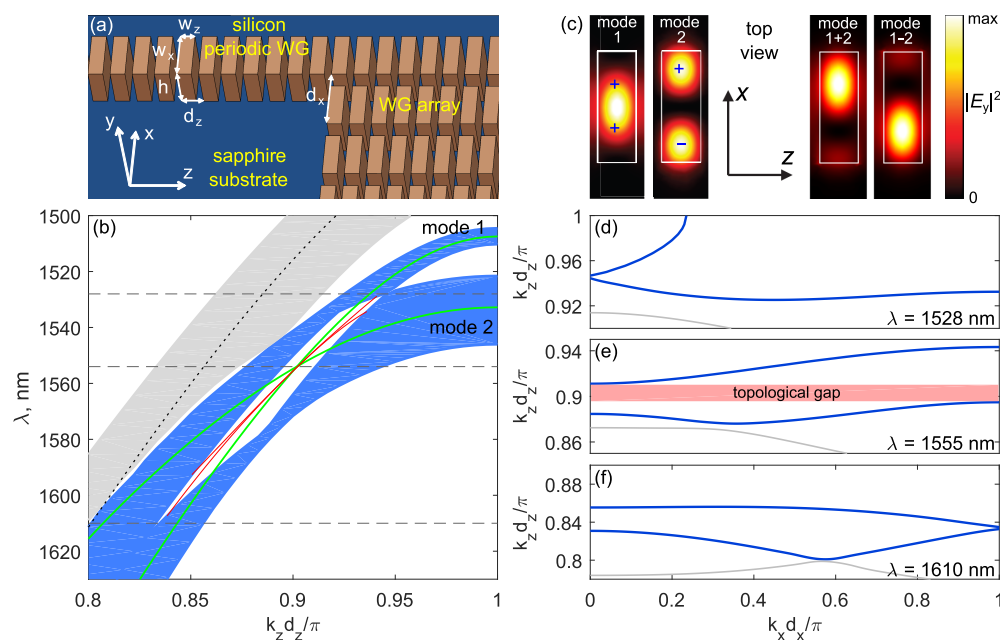 (a)
silicon
periodic WG
w_z
w_x
h
d_z
d_x
WG array
y
x
z
sapphire
substrate
(c)
mode
1
mode
2
top
view
mode
1+2
mode
1-2
+
+
+
−
x
z
max
|E_y|²
0
(b)
mode 1
mode 2
1500
1520
1540
1560
1580
1600
1620
λ, nm
0.8
0.85
0.9
0.95
1
k_z d_z/π
(d)
1
0.96
0.92
k_z d_z/π
λ = 1528 nm
(e)
0.94
0.9
0.86
k_z d_z/π
topological gap
λ = 1555 nm
(f)
0.88
0.84
0.8
k_z d_z/π
λ = 1610 nm
0
0.2
0.4
0.6
0.8
1
k_x d_x/π